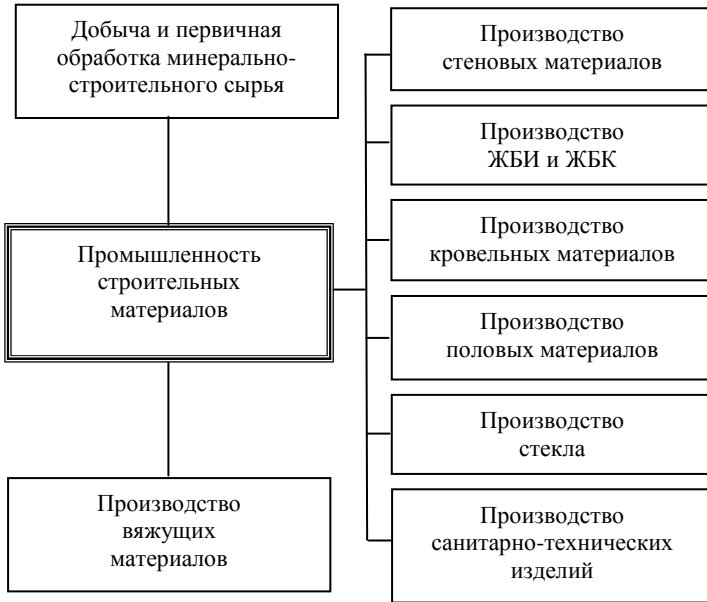 Добыча и первичная
обработка минерально-
строительного сырья
Промышленность
строительных
материалов
Производство
вяжущих
материалов
Производство
стеновых материалов
Производство
ЖБИ и ЖБК
Производство
кровельных материалов
Производство
половых материалов
Производство
стекла
Производство
санитарно-технических
изделий